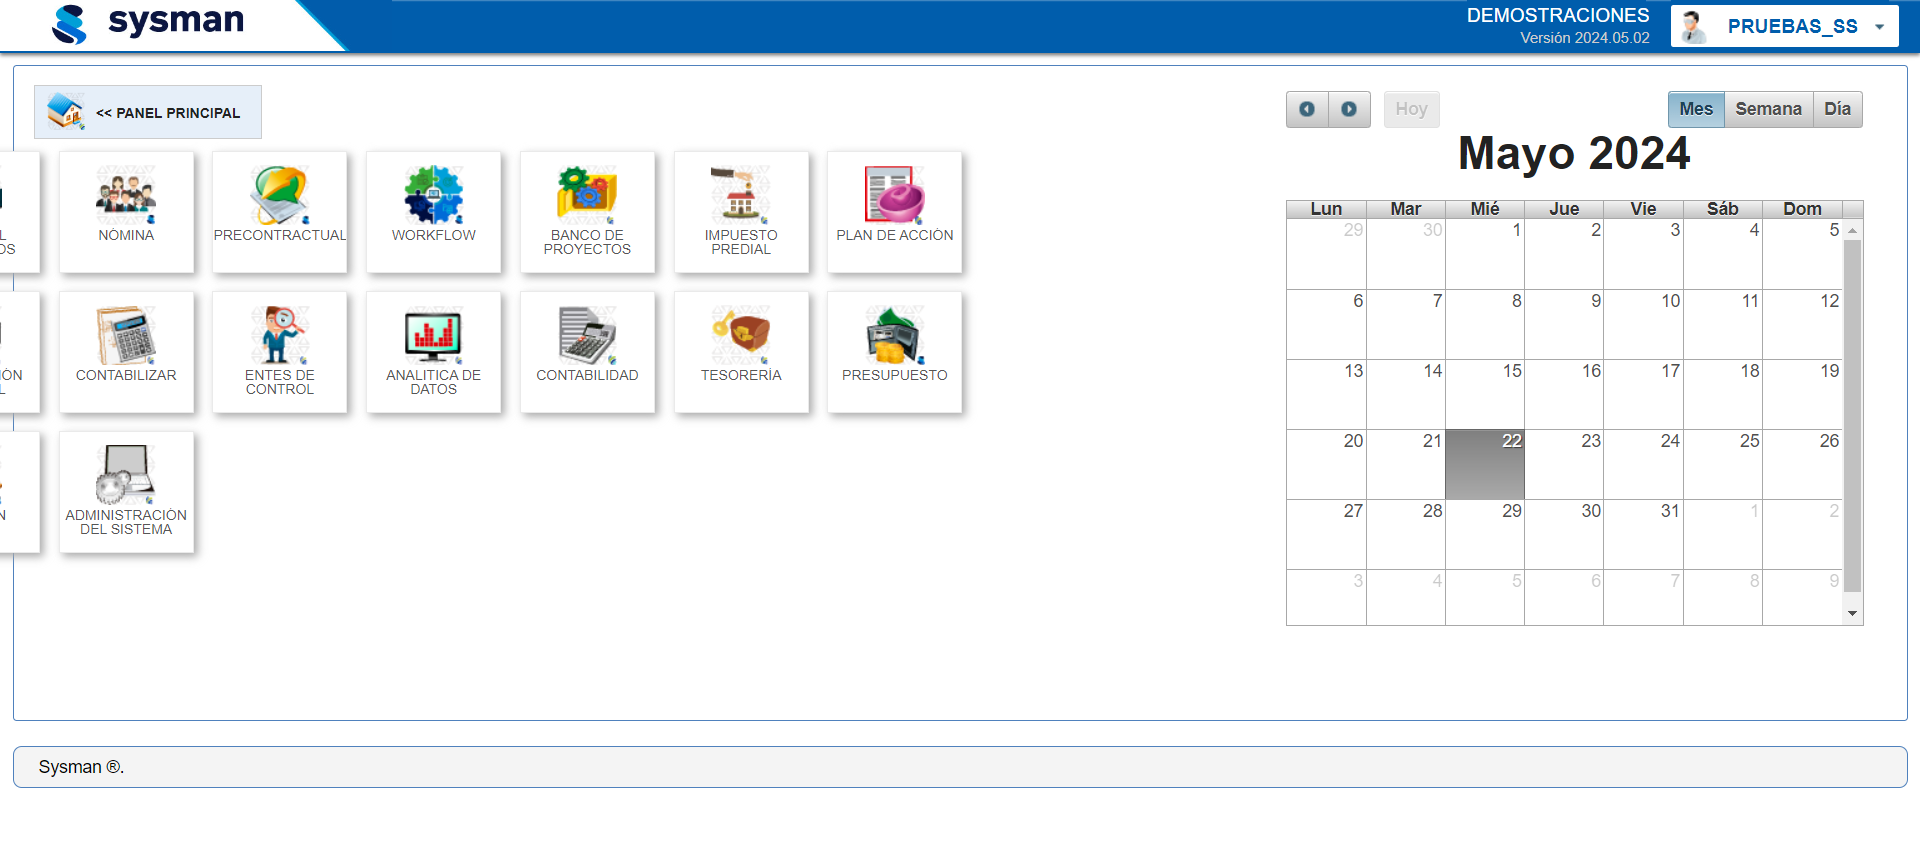 sysman
DEMOSTRACIONES
Versión 2024.05.02
PRUEBAS_SS
<< PANEL PRINCIPAL
L
OS
NÓMINA
PRECONTRACTUAL
WORKFLOW
BANCO DE
PROYECTOS
IMPUESTO
PREDIAL
PLAN DE ACCIÓN
IÓN
L
CONTABILIZAR
ENTES DE
CONTROL
ANALITICA DE
DATOS
CONTABILIDAD
TESORERÍA
PRESUPUESTO
N
ADMINISTRACIÓN
DEL SISTEMA
Hoy
Mes Semana Día
Mayo 2024
Lun Mar Mié Jue Vie Sáb Dom
29 30 1 2 3 4 5
6 7 8 9 10 11 12
13 14 15 16 17 18 19
20 21 22 23 24 25 26
27 28 29 30 31 1 2
3 4 5 6 7 8 9
Sysman ®.